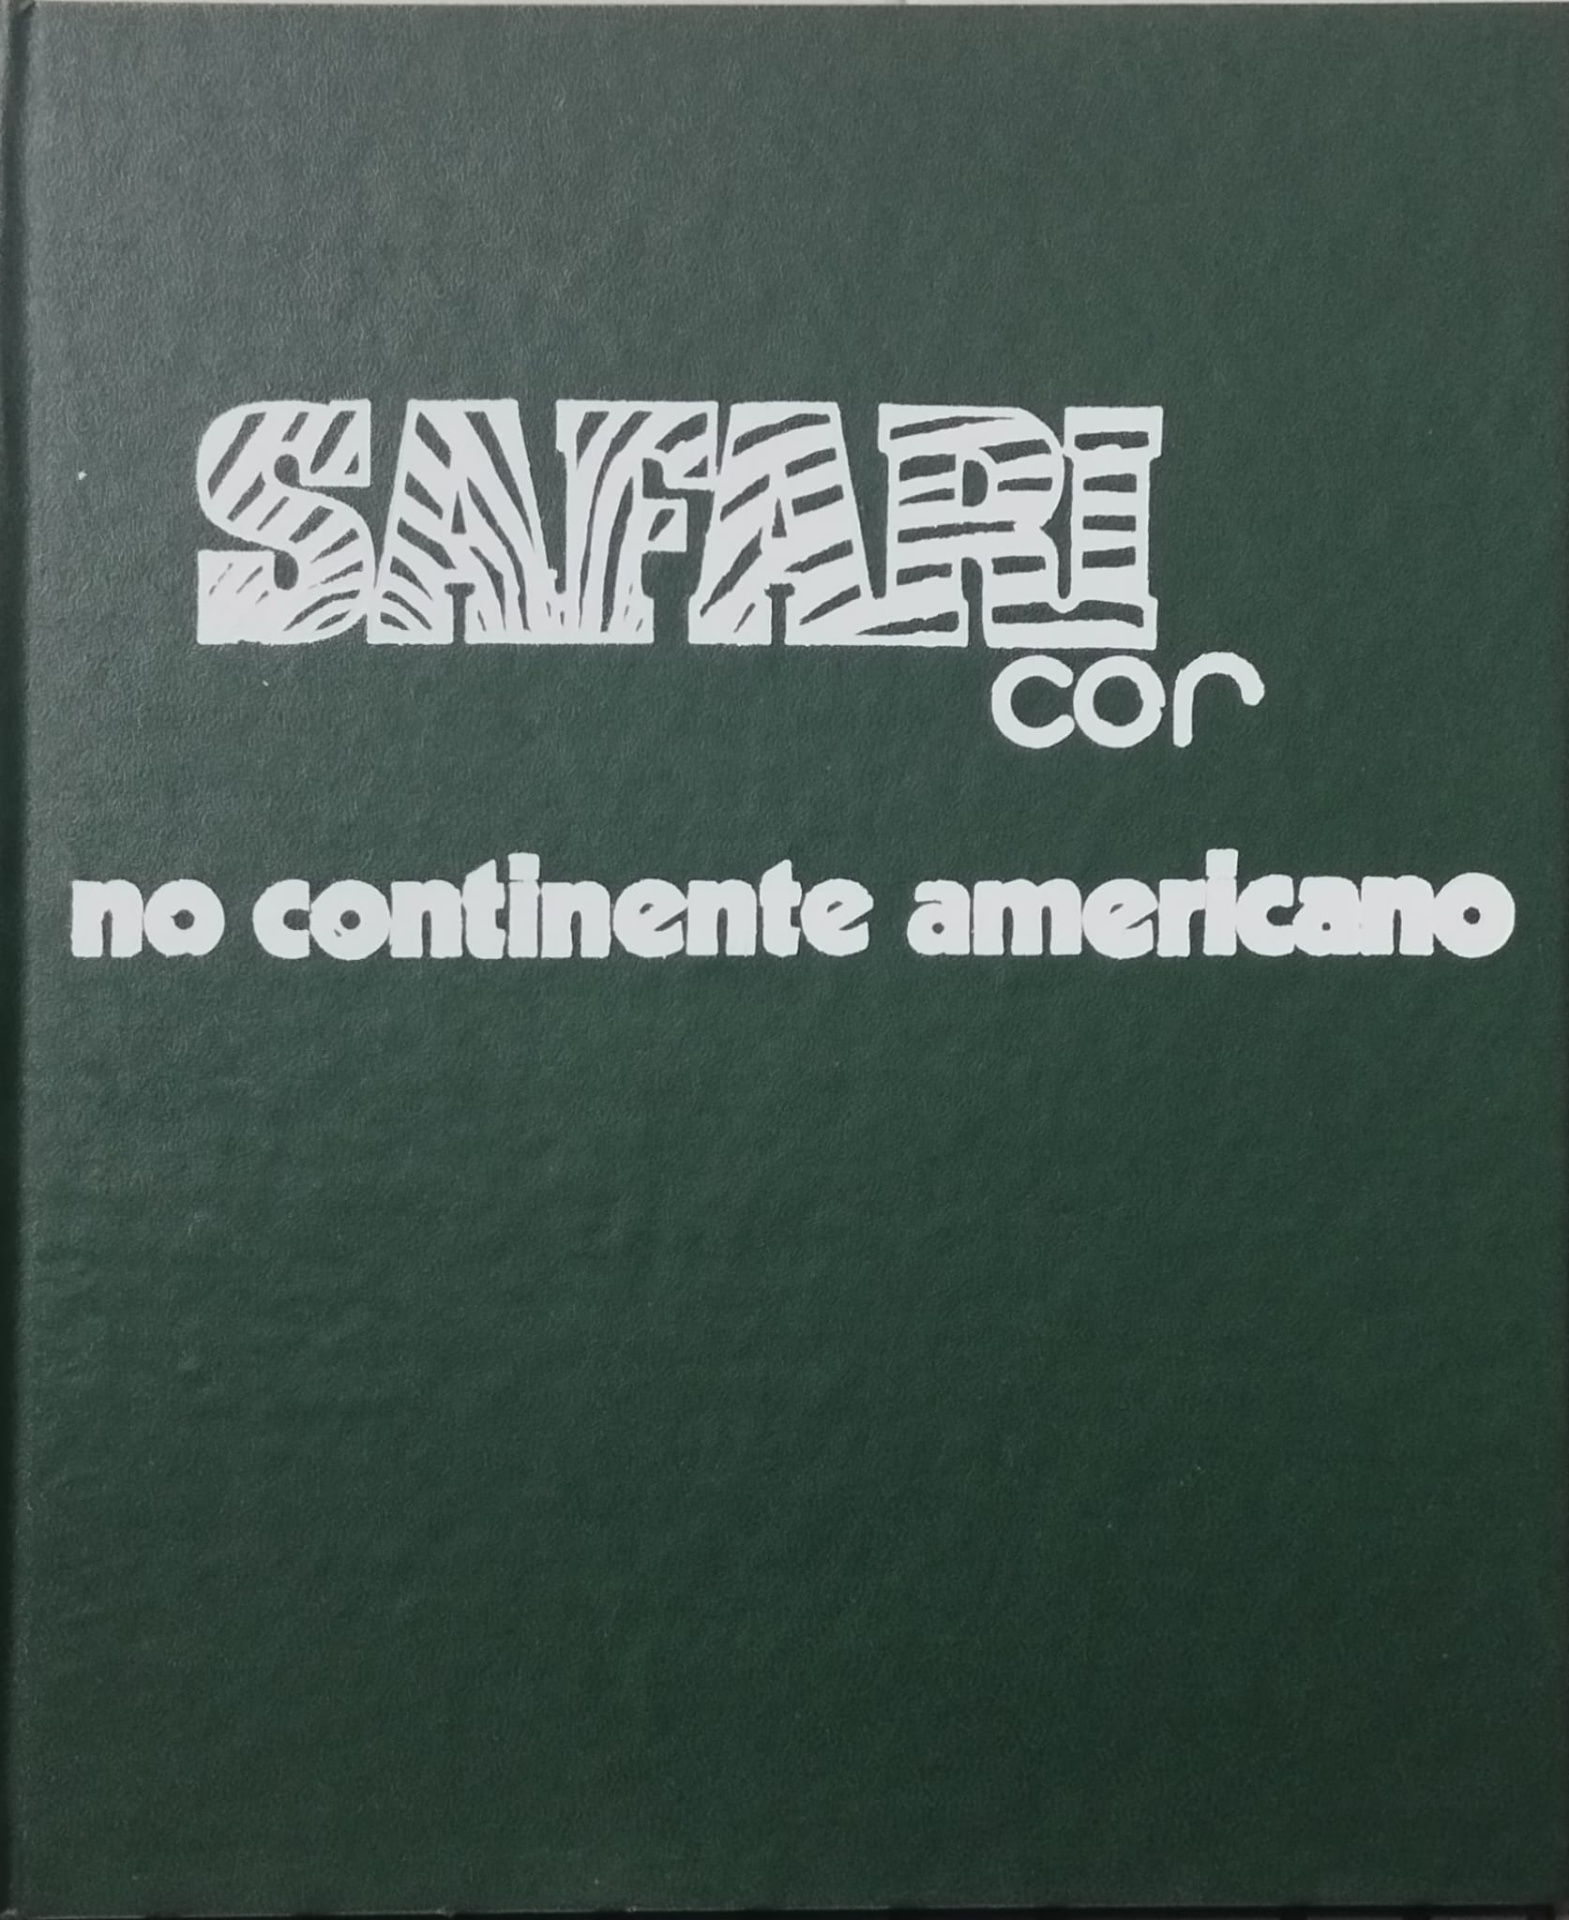 SAFARI
cor
no continente americano